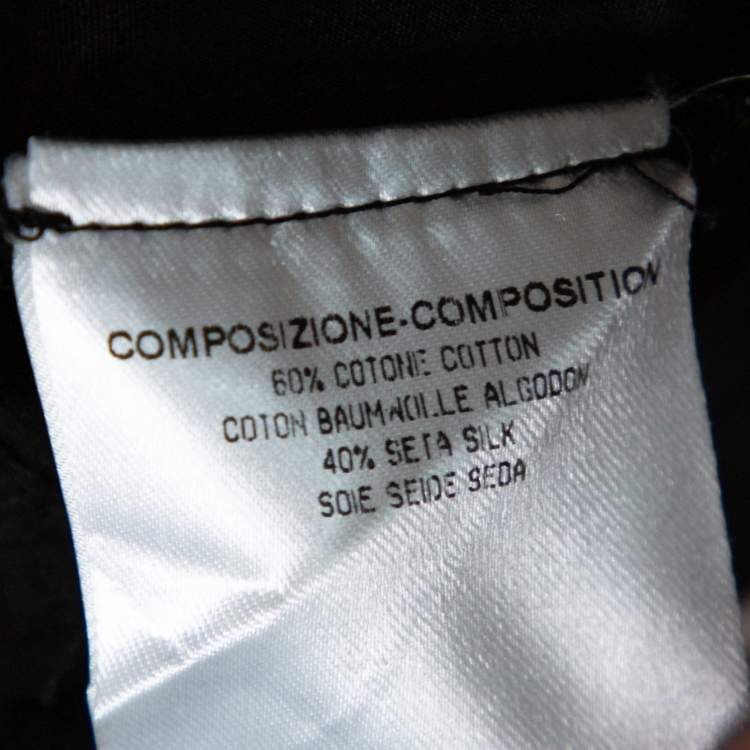 COMPOSIZIONE-COMPOSITION
60% COTONE COTTON
COTON BAUMWOLLE ALGODON
40% SETA SILK
SOIE SEIDE SEDA